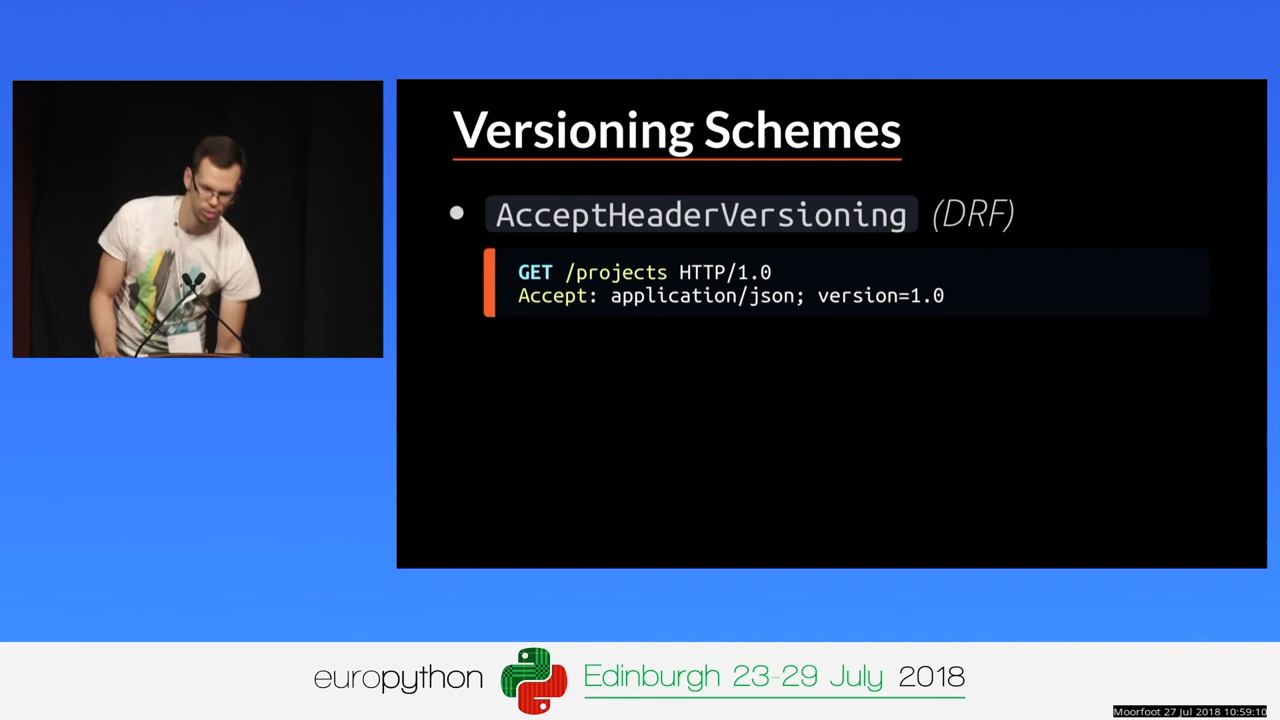 Versioning Schemes
• AcceptHeaderVersioning (DRF)
GET /projects HTTP/1.0
Accept: application/json; version=1.0
europython Edinburgh 23-29 July 2018
Moorfoot 27 Jul 2018 10:59:10